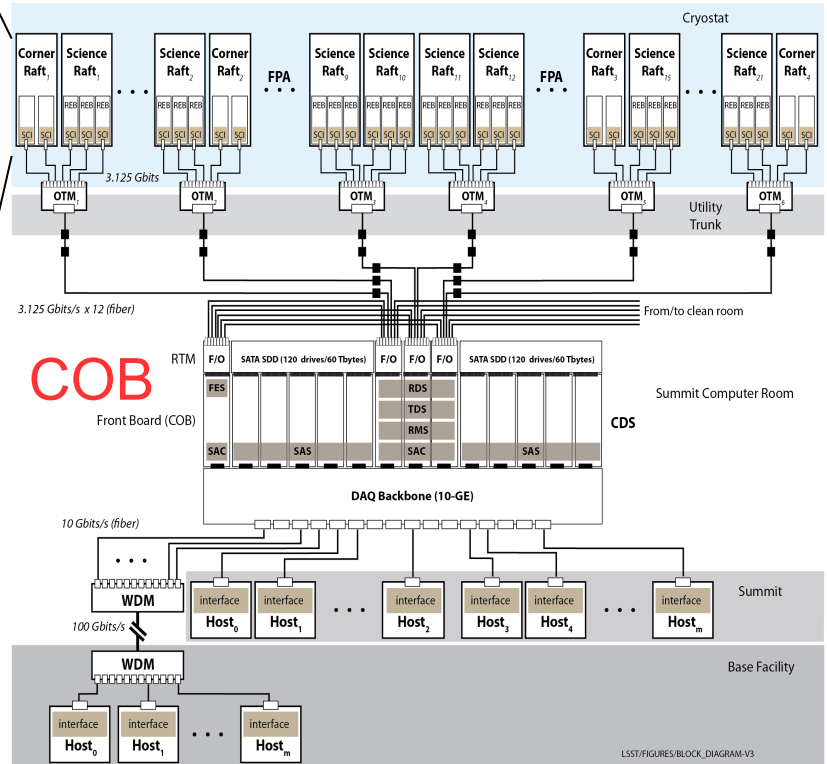 Cryostat
Corner Raft1
Science Raft1
Science Raft2
Corner Raft2
FPA
Science Raft9
Science Raft10
Science Raft11
Science Raft12
FPA
Corner Raft3
Science Raft15
Science Raft21
Corner Raft4
REB REB REB
REB REB REB
REB REB REB
REB REB REB
REB REB REB
REB REB REB
REB REB REB
REB REB REB
SCI SCI
SCI SCI SCI
SCI SCI SCI
SCI SCI
SCI SCI SCI
SCI SCI SCI
SCI SCI SCI
SCI SCI SCI
SCI SCI
SCI SCI SCI
SCI SCI SCI
SCI SCI
3.125 Gbits
OTM1
OTM2
OTM3
OTM4
OTM5
OTM6
Utility
Trunk
3.125 Gbits/s x 12 (fiber)
From/to clean room
COB
RTM
F/O
SATA SDD (120 drives/60 Tbytes)
F/O
F/O
F/O
SATA SDD (120 drives/60 Tbytes)
FES
RDS
Summit Computer Room
TDS
Front Board (COB)
CDS
RMS
SAC
SAS
SAC
SAS
DAQ Backbone (10-GE)
10 Gbits/s (fiber)
WDM
Summit
interface
Host0
interface
Host1
interface
Host2
interface
Host3
interface
Host4
interface
Hostm
100 Gbits/s
WDM
Base Facility
interface
Host0
interface
Host1
interface
Hostm
LSST/FIGURES/BLOCK_DIAGRAM-V3